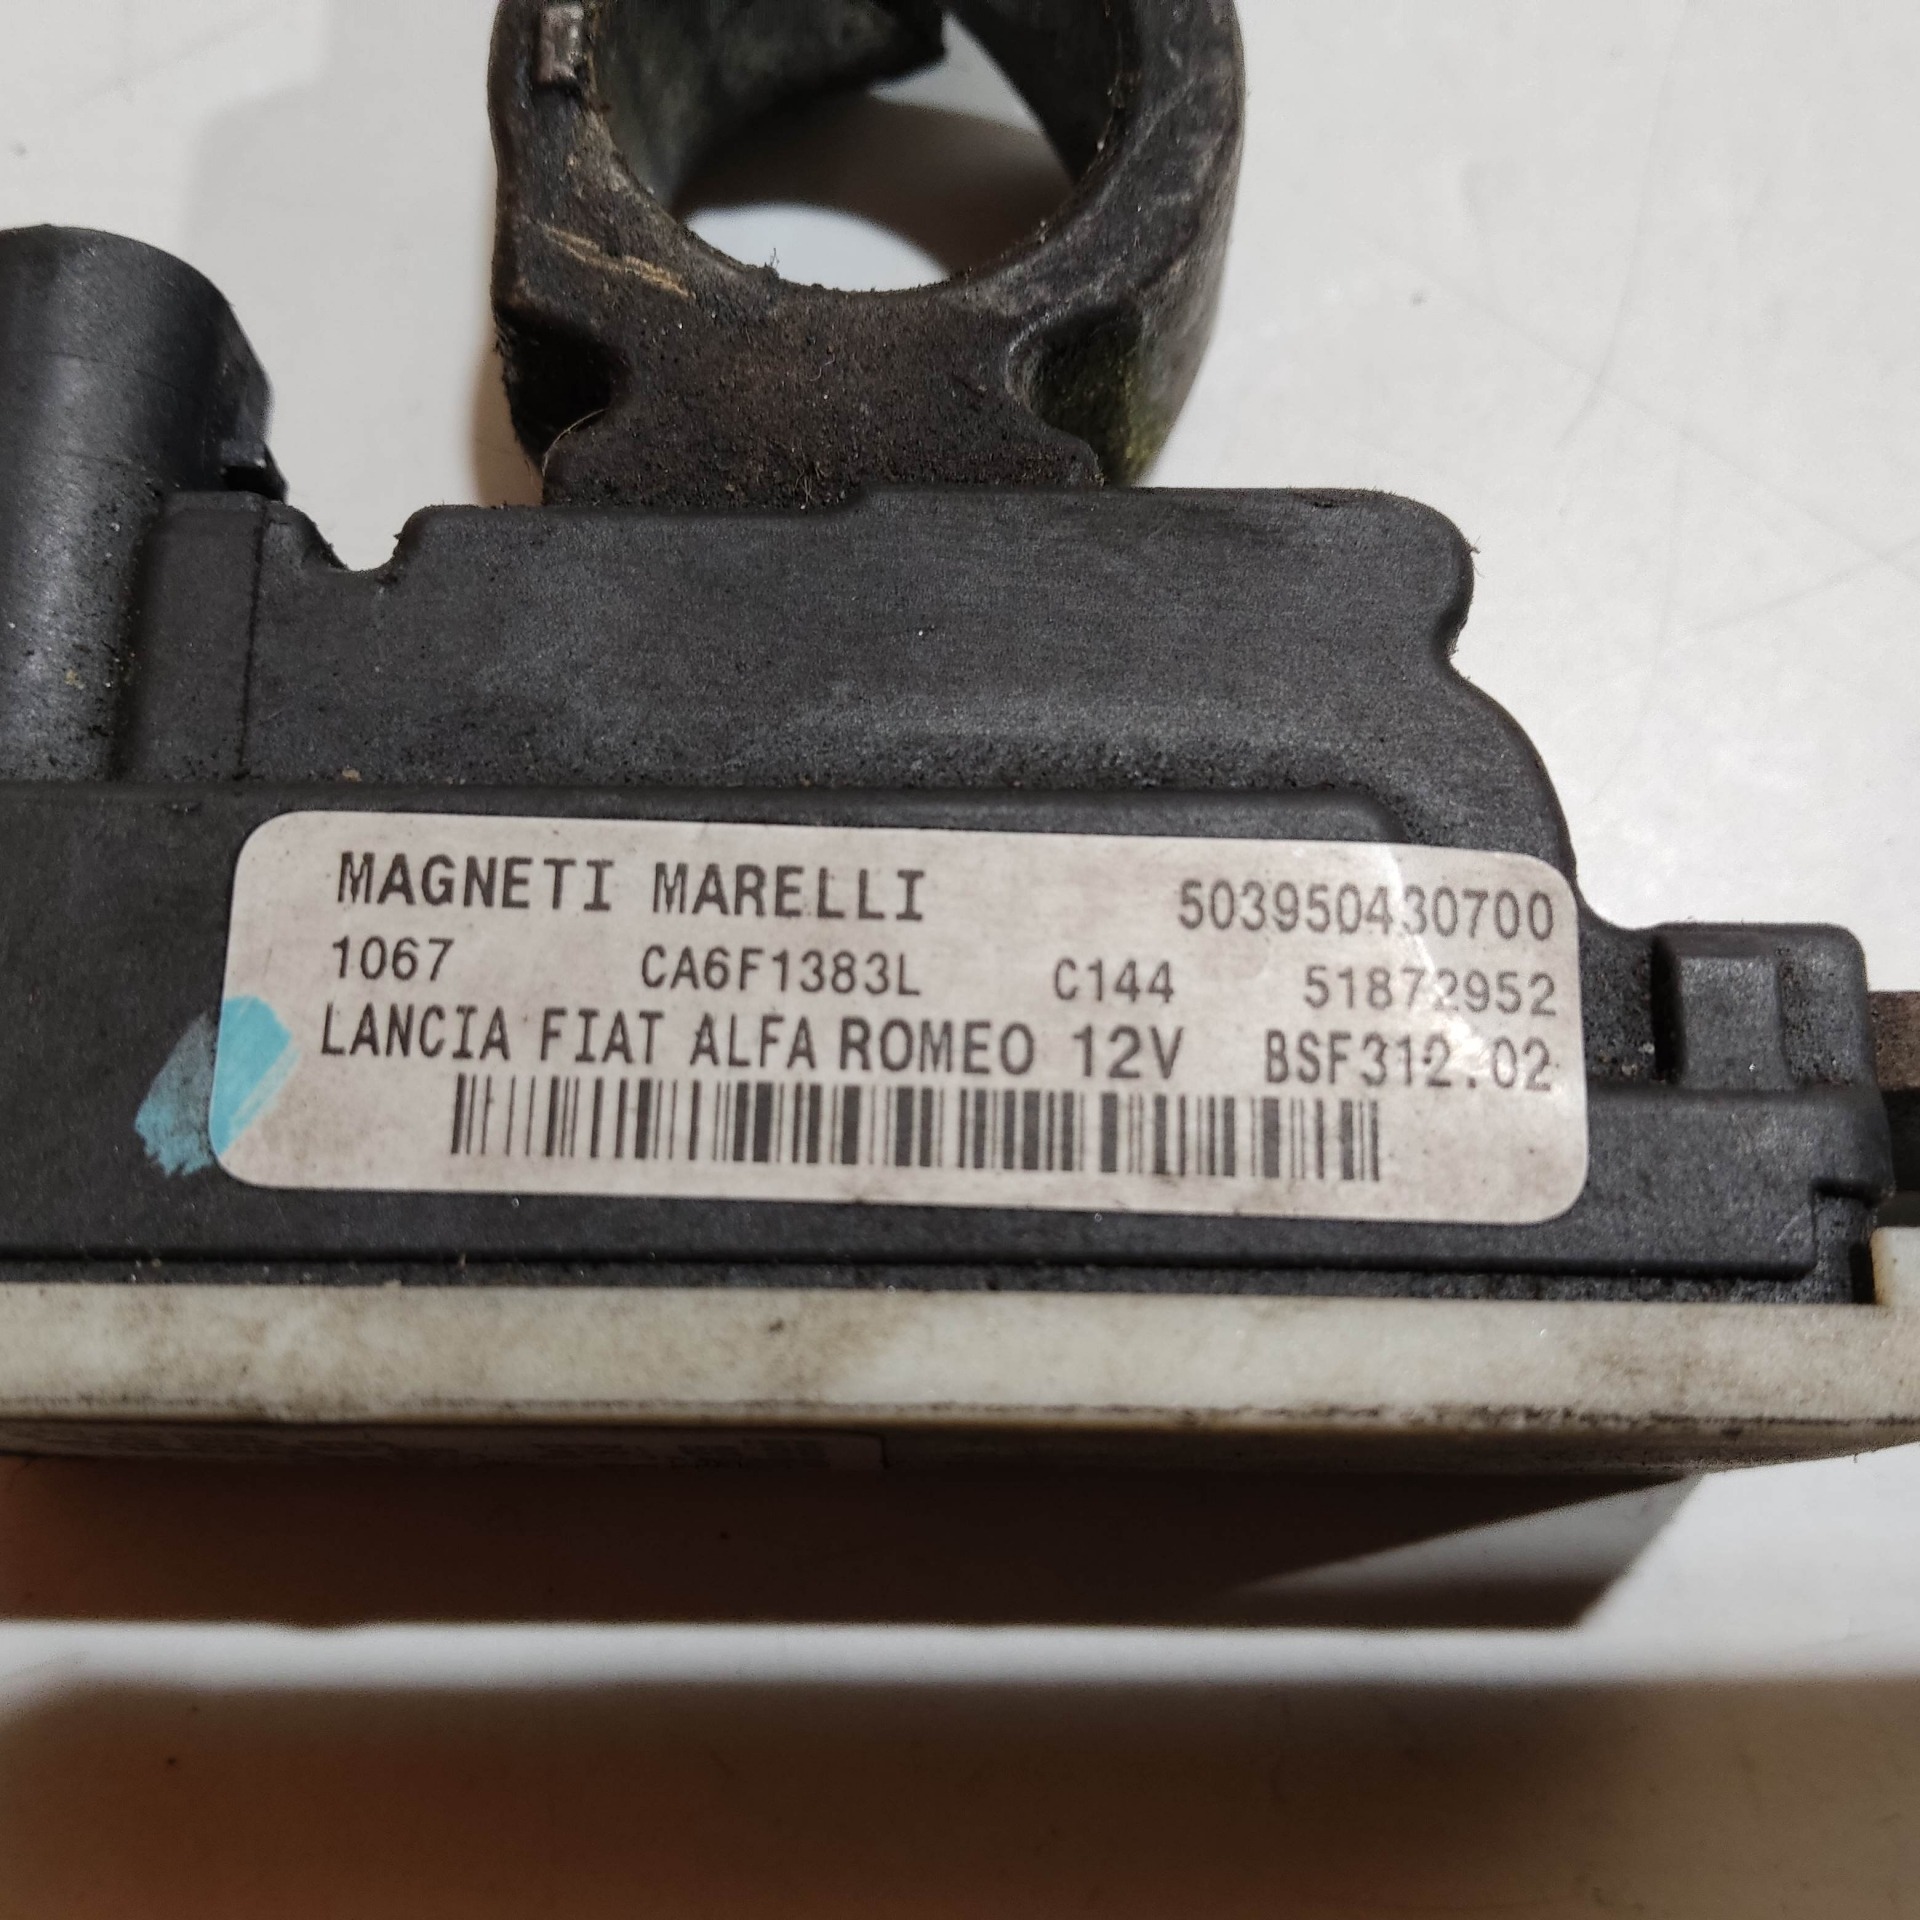 MAGNETI MARELLI 503950430700
1067 CA6F1383L C144 51872952
LANCIA FIAT ALFA ROMEO 12V BSF312.02